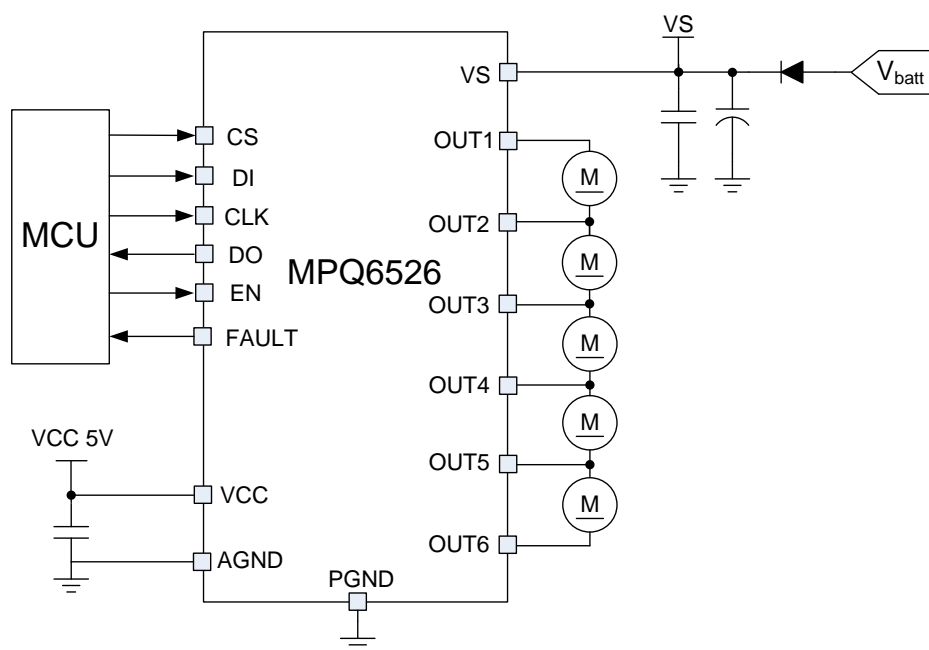 VS
V_batt
VS
CS
OUT1
DI
M
CLK
OUT2
MCU
DO
MPQ6526
M
EN
OUT3
FAULT
M
OUT4
M
VCC 5V
OUT5
VCC
M
OUT6
AGND
PGND